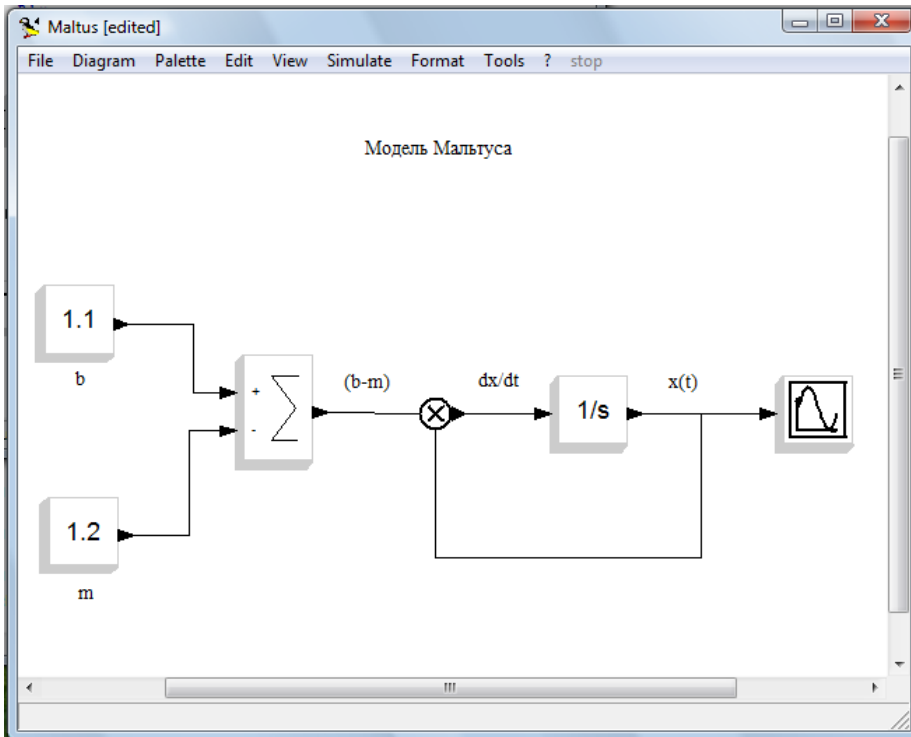 Maltus [edited]
File Diagram Palette Edit View Simulate Format Tools ? stop
Модель Мальтуса
1.1
b
+
-
(b-m)
dx/dt
1/s
x(t)
1.2
m